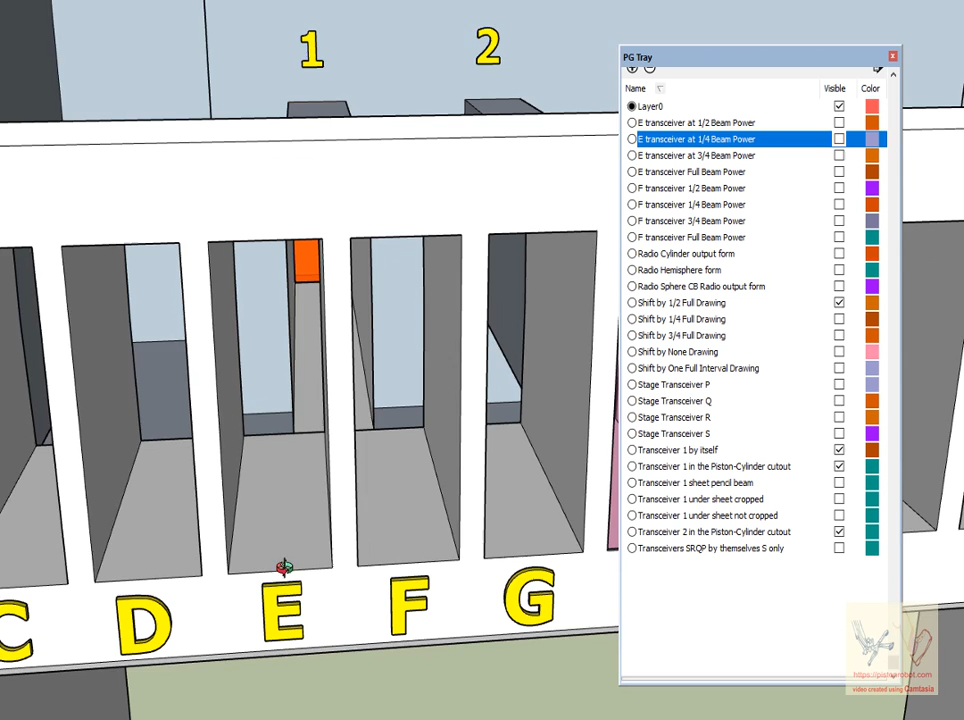 1
2
PG Tray
Name Visible Color
Layer0
E transceiver at 1/2 Beam Power
E transceiver at 1/4 Beam Power
E transceiver at 3/4 Beam Power
E transceiver Full Beam Power
F transceiver 1/2 Beam Power
F transceiver 1/4 Beam Power
F transceiver 3/4 Beam Power
F transceiver Full Beam Power
Radio Cylinder output form
Radio Hemisphere form
Radio Sphere CB Radio output form
Shift by 1/2 Full Drawing
Shift by 1/4 Full Drawing
Shift by 3/4 Full Drawing
Shift by None Drawing
Shift by One Full Interval Drawing
Stage Transceiver P
Stage Transceiver Q
Stage Transceiver R
Stage Transceiver S
Transceiver 1 by itself
Transceiver 1 in the Piston-Cylinder cutout
Transceiver 1 sheet pencil beam
Transceiver 1 under sheet cropped
Transceiver 1 under sheet not cropped
Transceiver 2 in the Piston-Cylinder cutout
Transceivers SRQP by themselves S only
C D E F G
video created using Camtasia